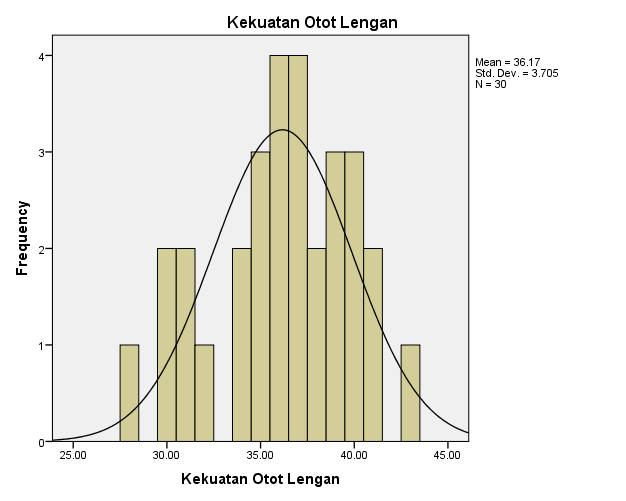 Kekuatan Otot Lengan
Mean = 36.17
Std. Dev. = 3.705
N = 30
Frequency
4
3
2
1
0
25.00 30.00 35.00 40.00 45.00
Kekuatan Otot Lengan